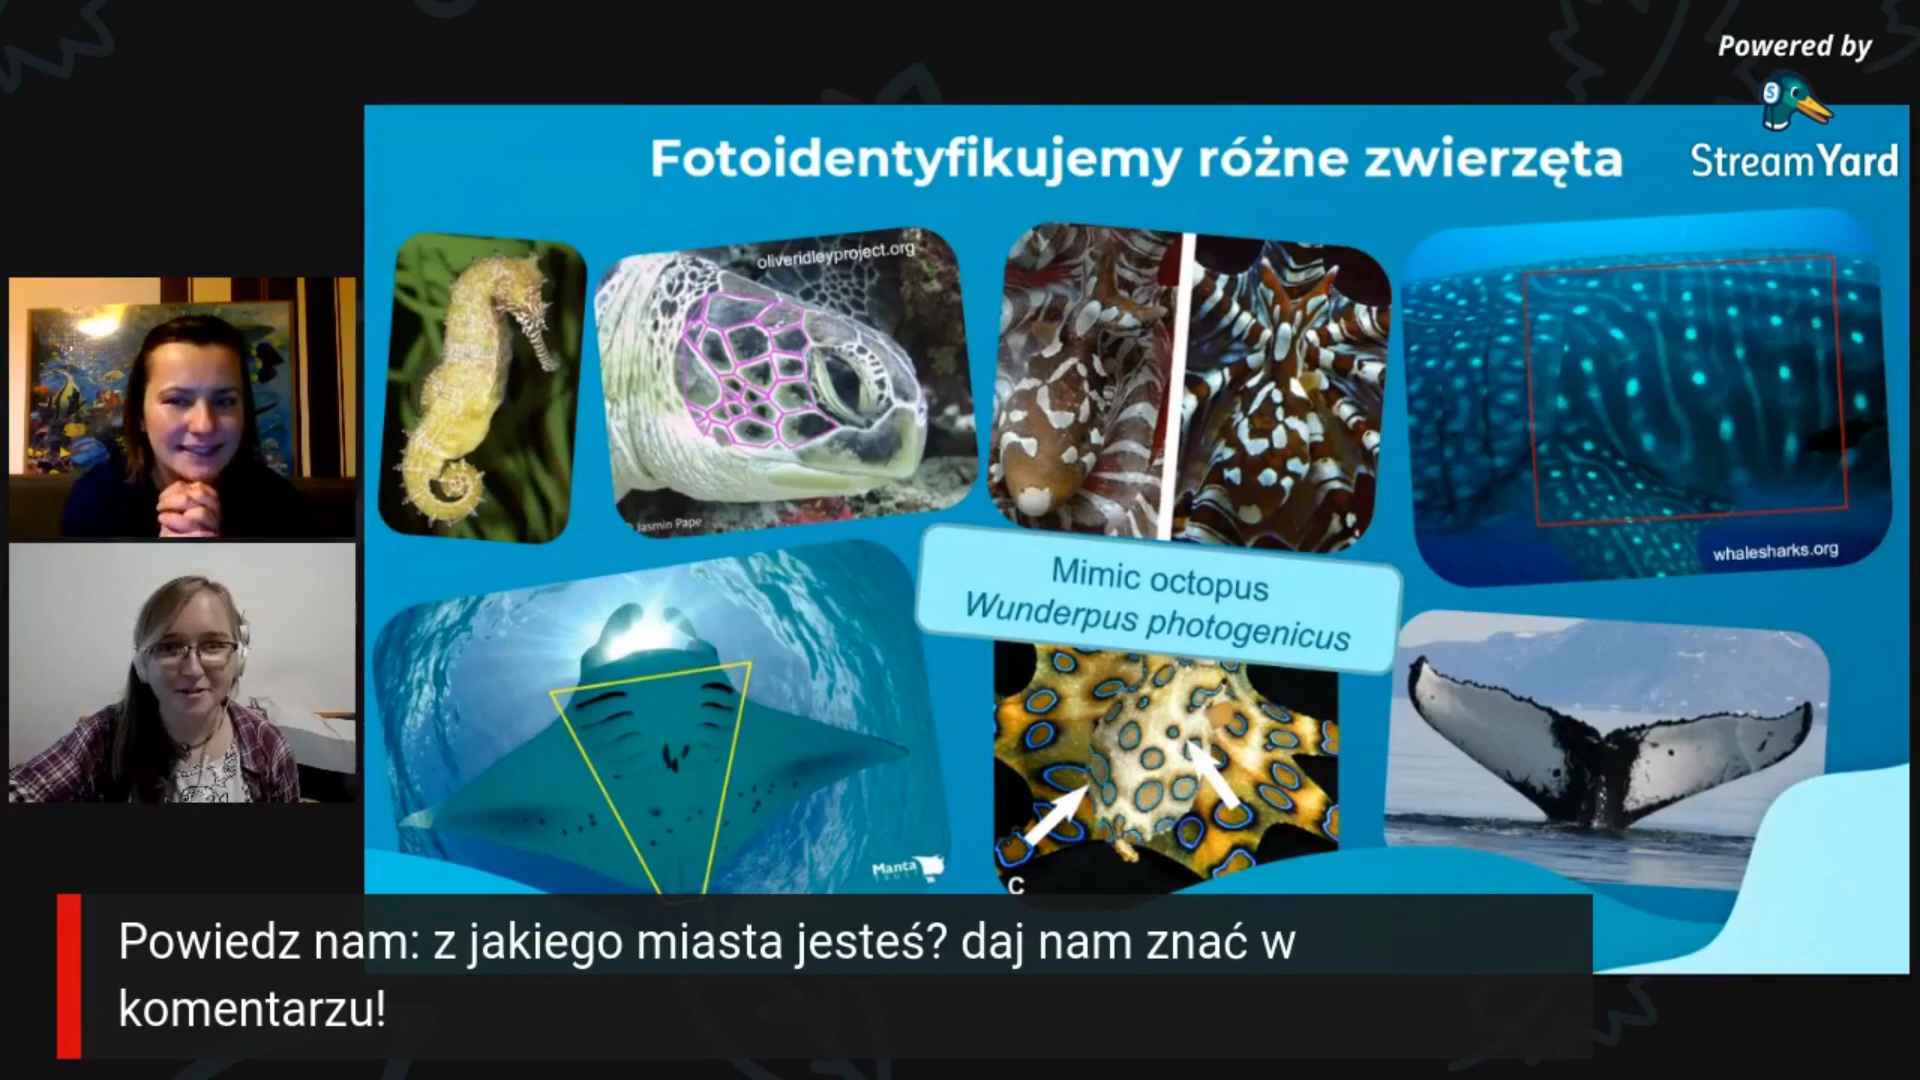 Powered by
StreamYard
Fotoidentyfikujemy różne zwierzęta
oliveridleyproject.org
Jasmin Pape
whalesharks.org
Mimic octopus
Wunderpus photogenicus
Manta
C
Powiedz nam: z jakiego miasta jesteś? daj nam znać w
komentarzu!